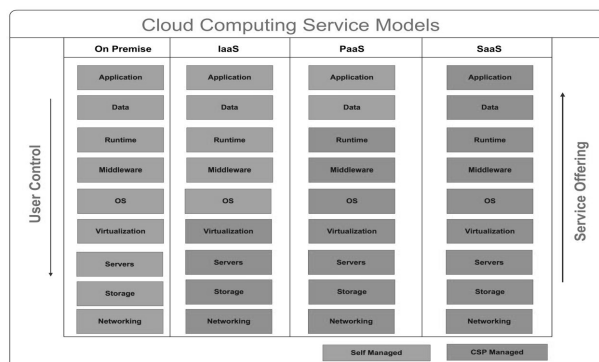 Cloud Computing Service Models
On Premise IaaS PaaS SaaS
Application Application Application Application
Data Data Data Data
Runtime Runtime Runtime Runtime
Middleware Middleware Middleware Middleware
OS OS OS OS
Virtualization Virtualization Virtualization Virtualization
Servers Servers Servers Servers
Storage Storage Storage Storage
Networking Networking Networking Networking
User Control
Service Offering
Self Managed CSP Managed